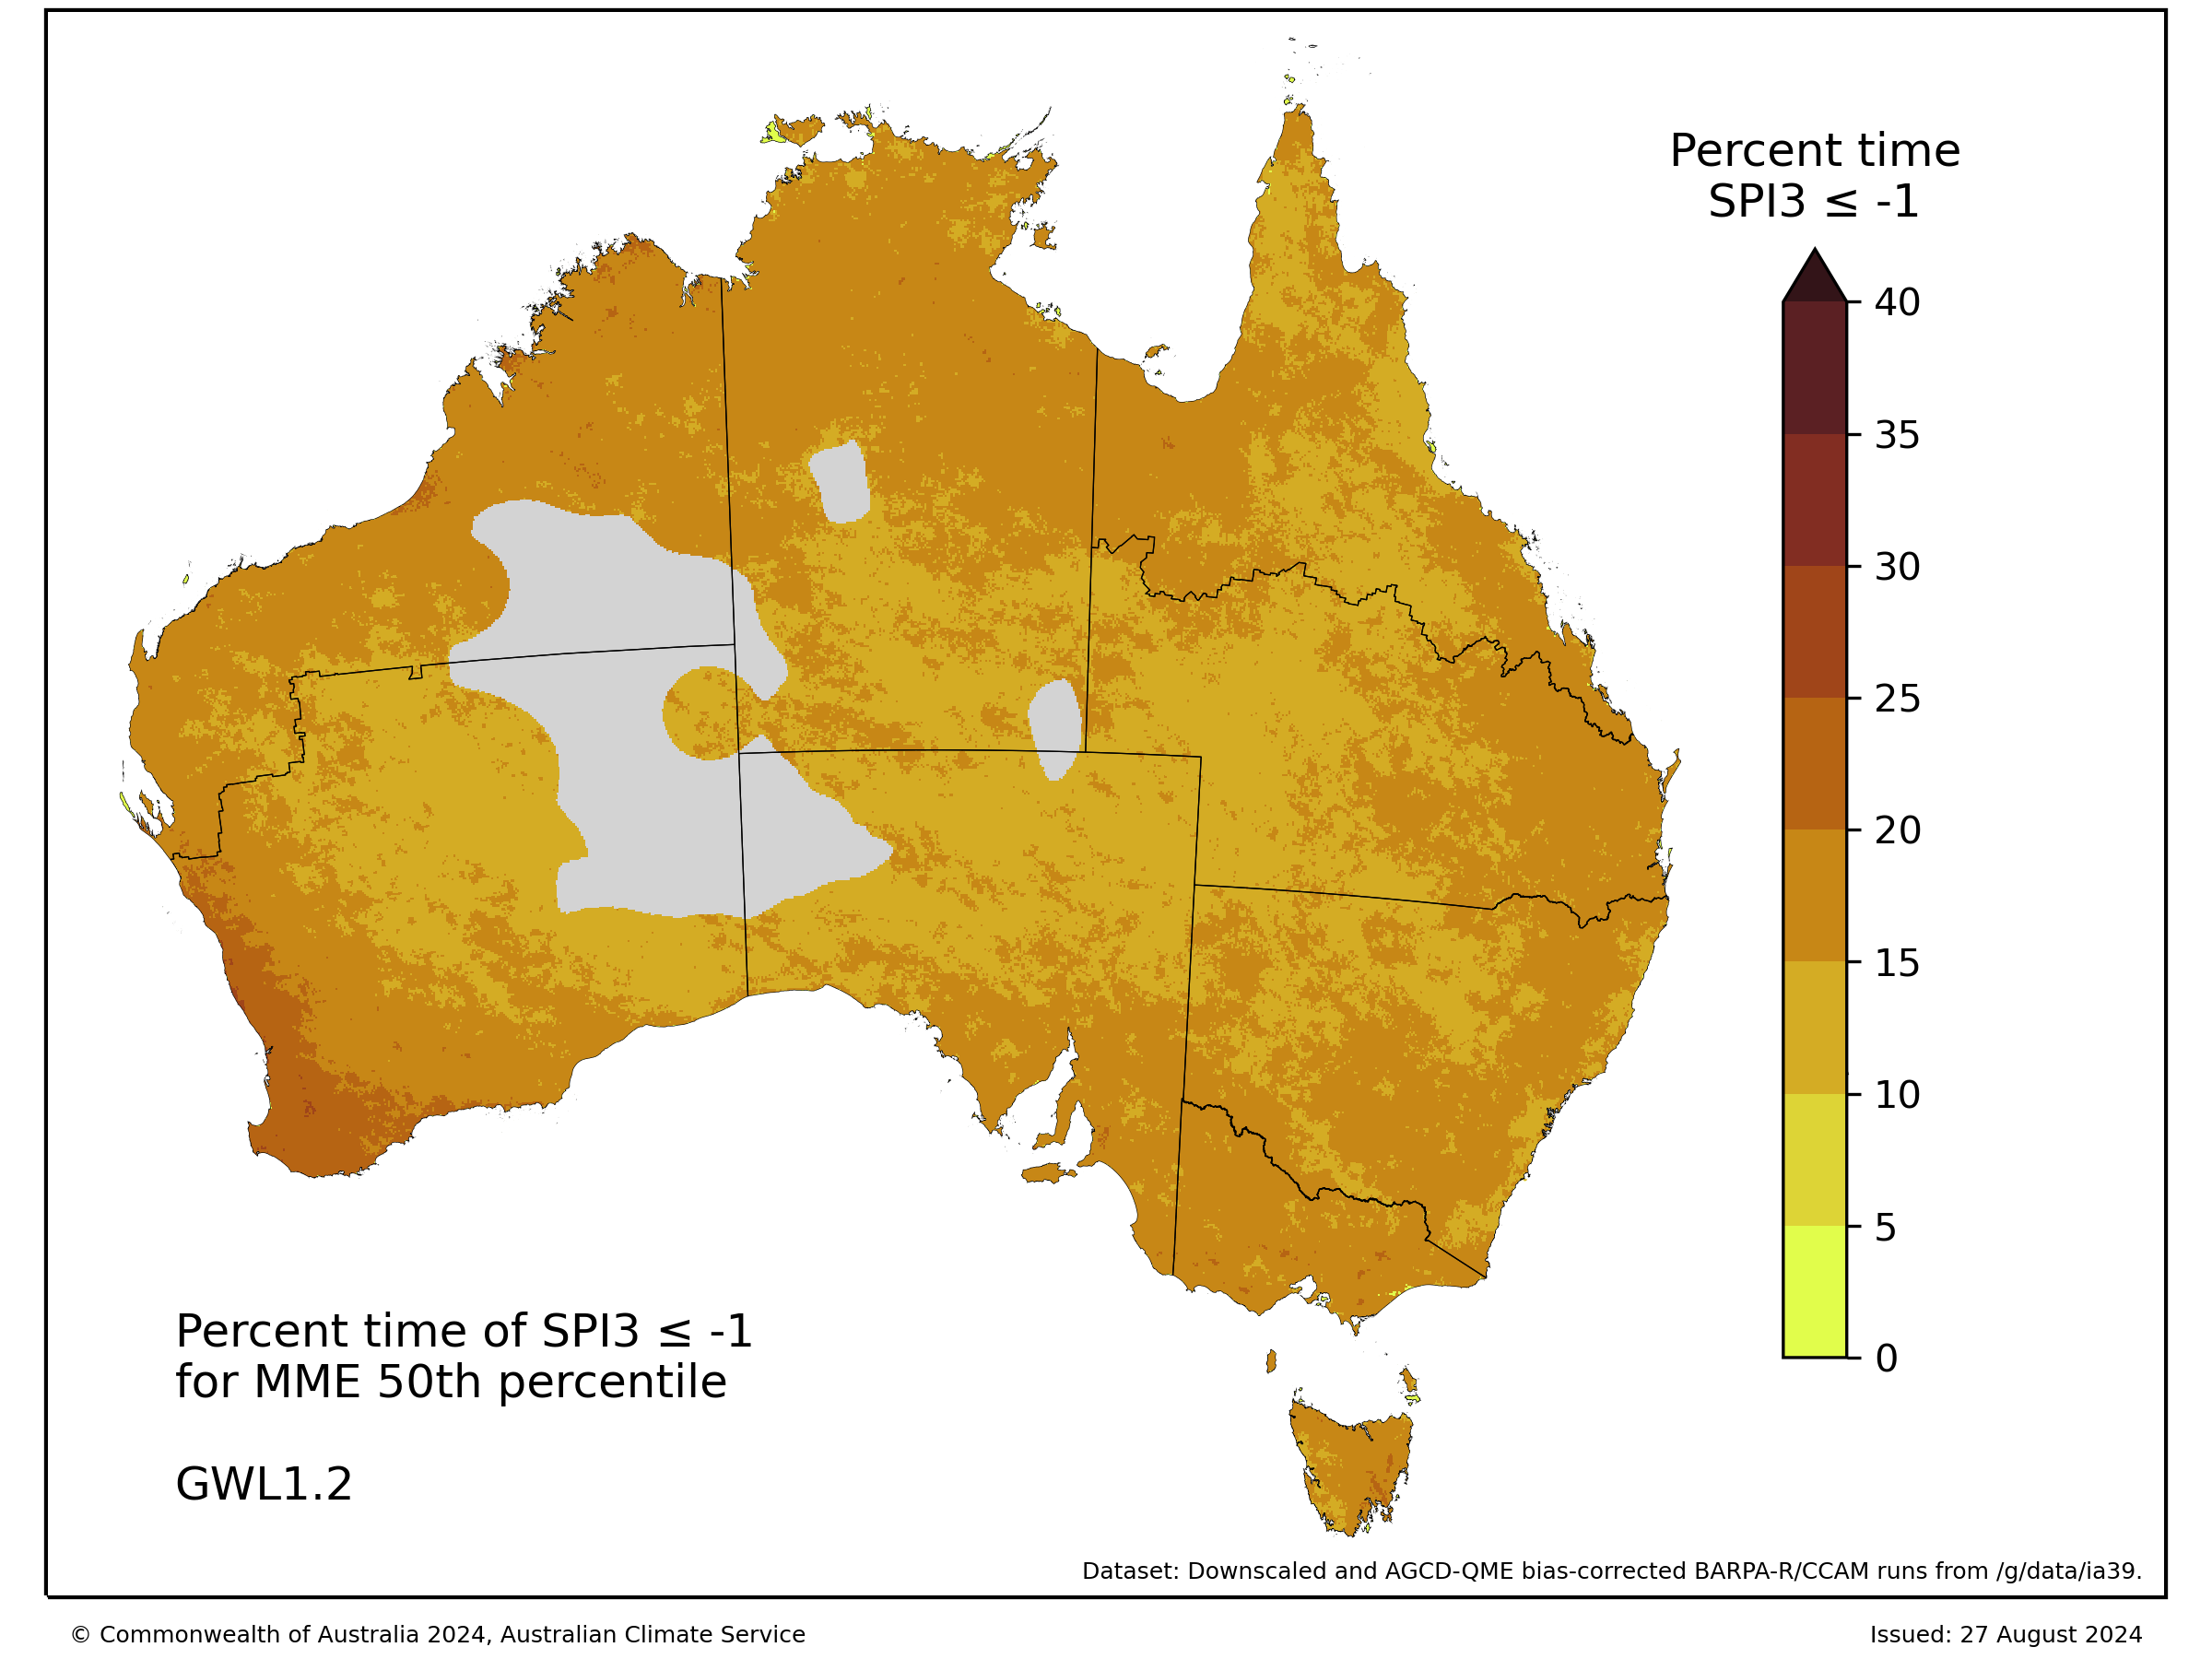 Percent time
SPI3 ≤ -1
40
35
30
25
20
15
10
5
0
Percent time of SPI3 ≤ -1
for MME 50th percentile
GWL1.2
Dataset: Downscaled and AGCD-QME bias-corrected BARPA-R/CCAM runs from /g/data/ia39.
© Commonwealth of Australia 2024, Australian Climate Service
Issued: 27 August 2024